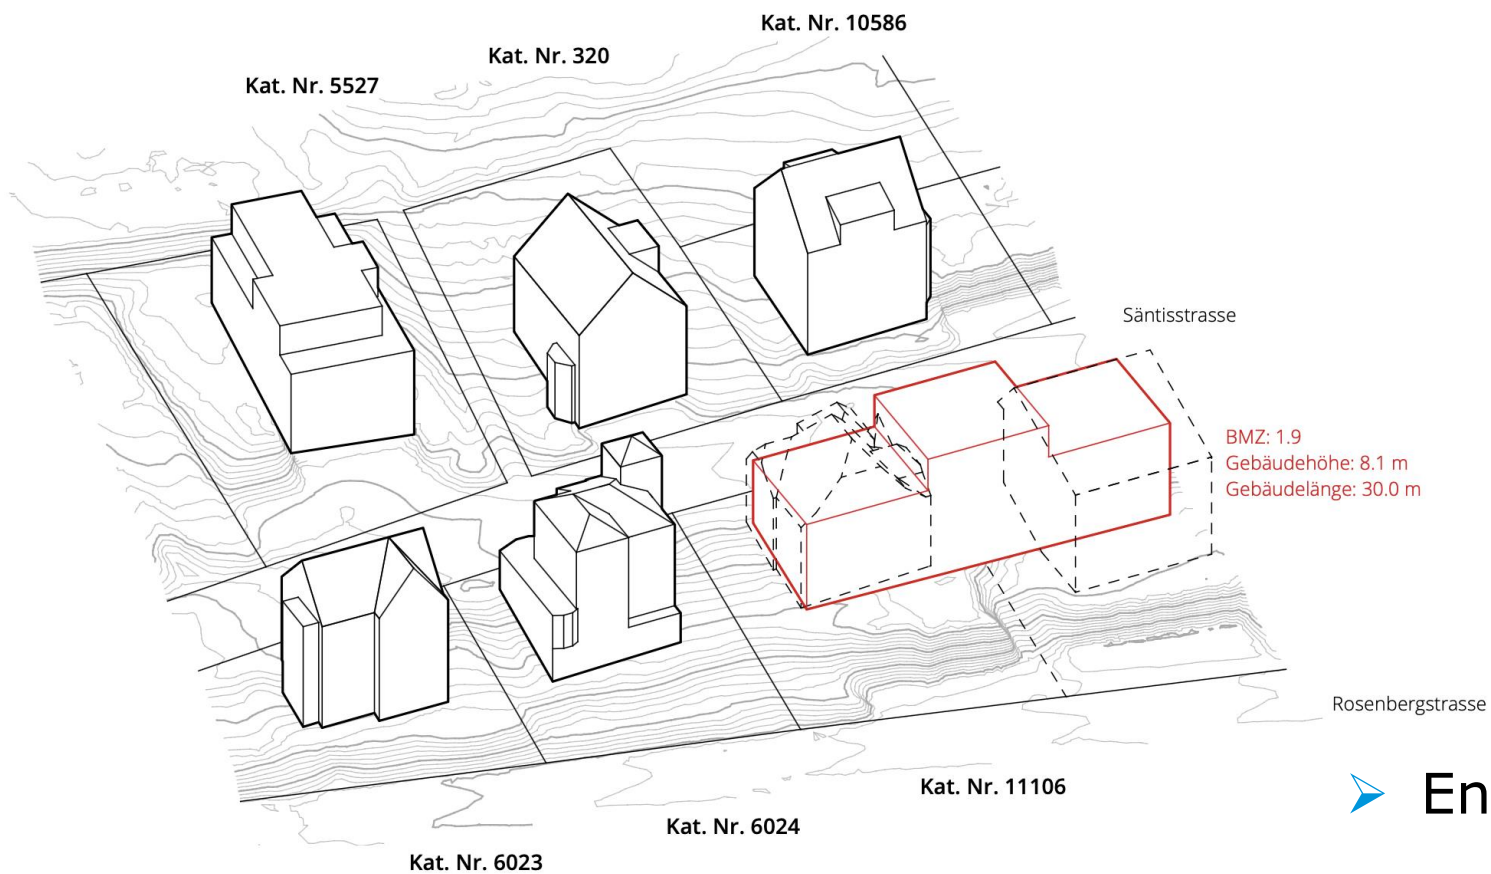 Kat. Nr. 10586
Kat. Nr. 320
Kat. Nr. 5527
Säntisstrasse
BMZ: 1.9
Gebäudehöhe: 8.1 m
Gebäudelänge: 30.0 m
Rosenbergstrasse
Kat. Nr. 11106
En
Kat. Nr. 6024
Kat. Nr. 6023